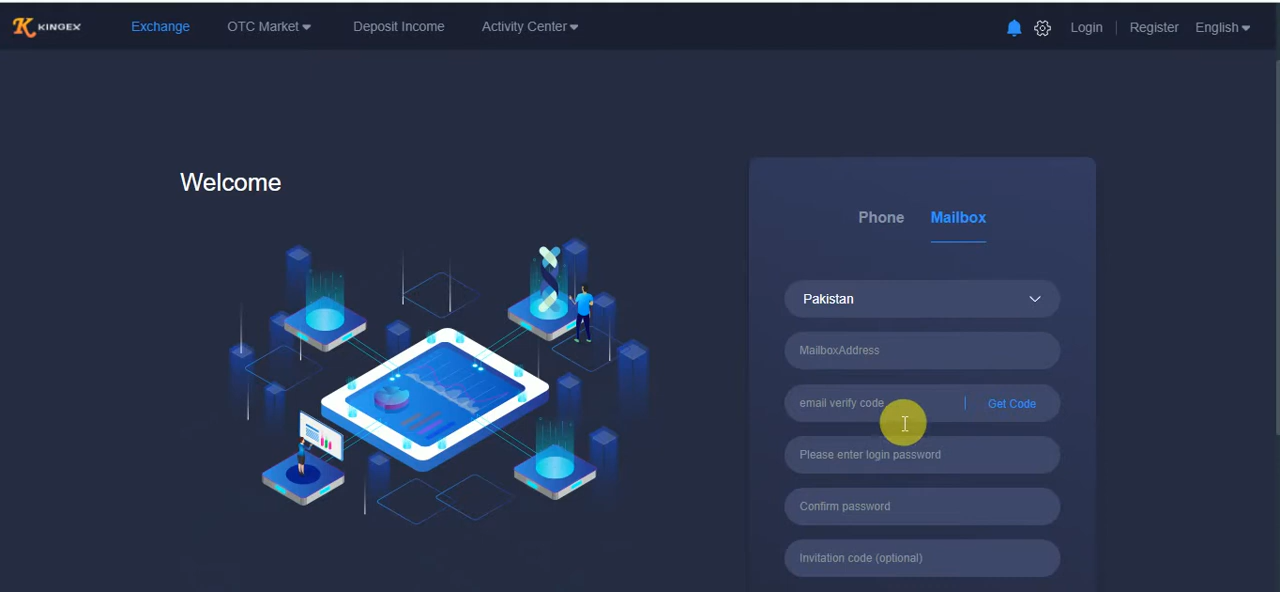 KINGEX Exchange OTC Market Deposit Income Activity Center Login Register English
Welcome
Phone Mailbox
Pakistan
MailboxAddress
email verify code Get Code
Please enter login password
Confirm password
Invitation code (optional)